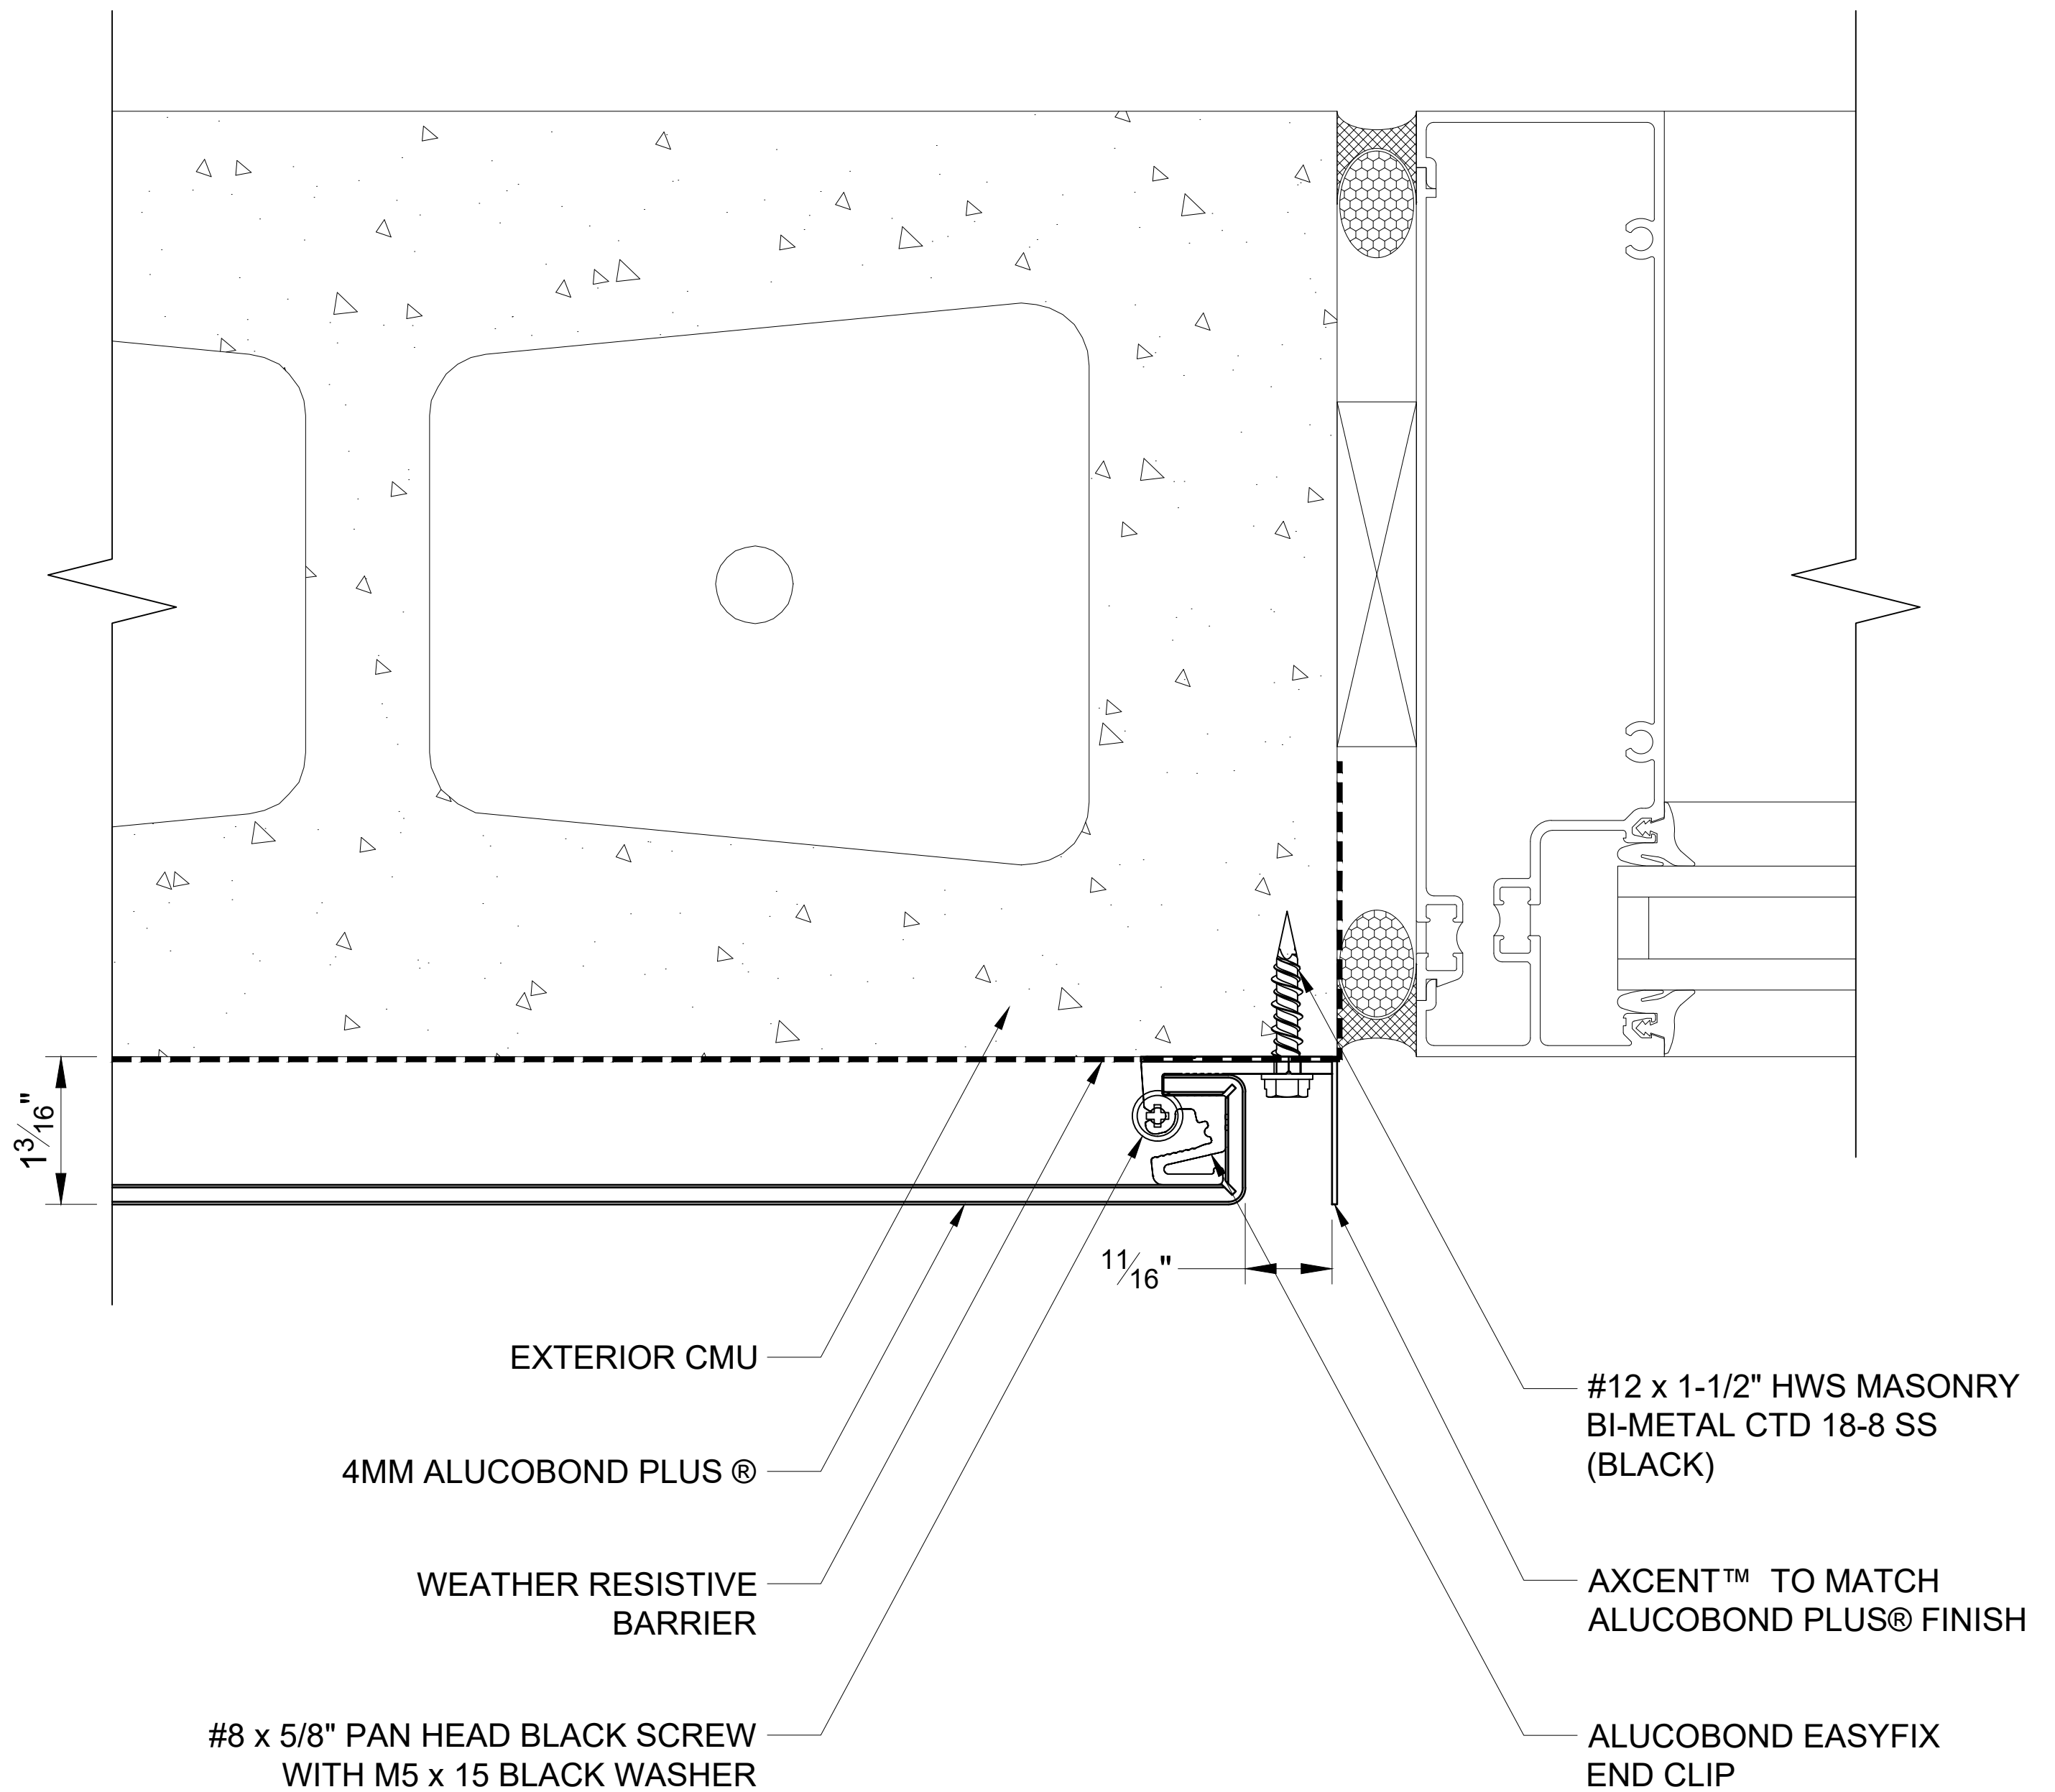 1 3/16"
11/16"
EXTERIOR CMU
4MM ALUCOBOND PLUS ®
WEATHER RESISTIVE
BARRIER
#8 x 5/8" PAN HEAD BLACK SCREW
WITH M5 x 15 BLACK WASHER
#12 x 1-1/2" HWS MASONRY
BI-METAL CTD 18-8 SS
(BLACK)
AXCENT™ TO MATCH
ALUCOBOND PLUS® FINISH
ALUCOBOND EASYFIX
END CLIP